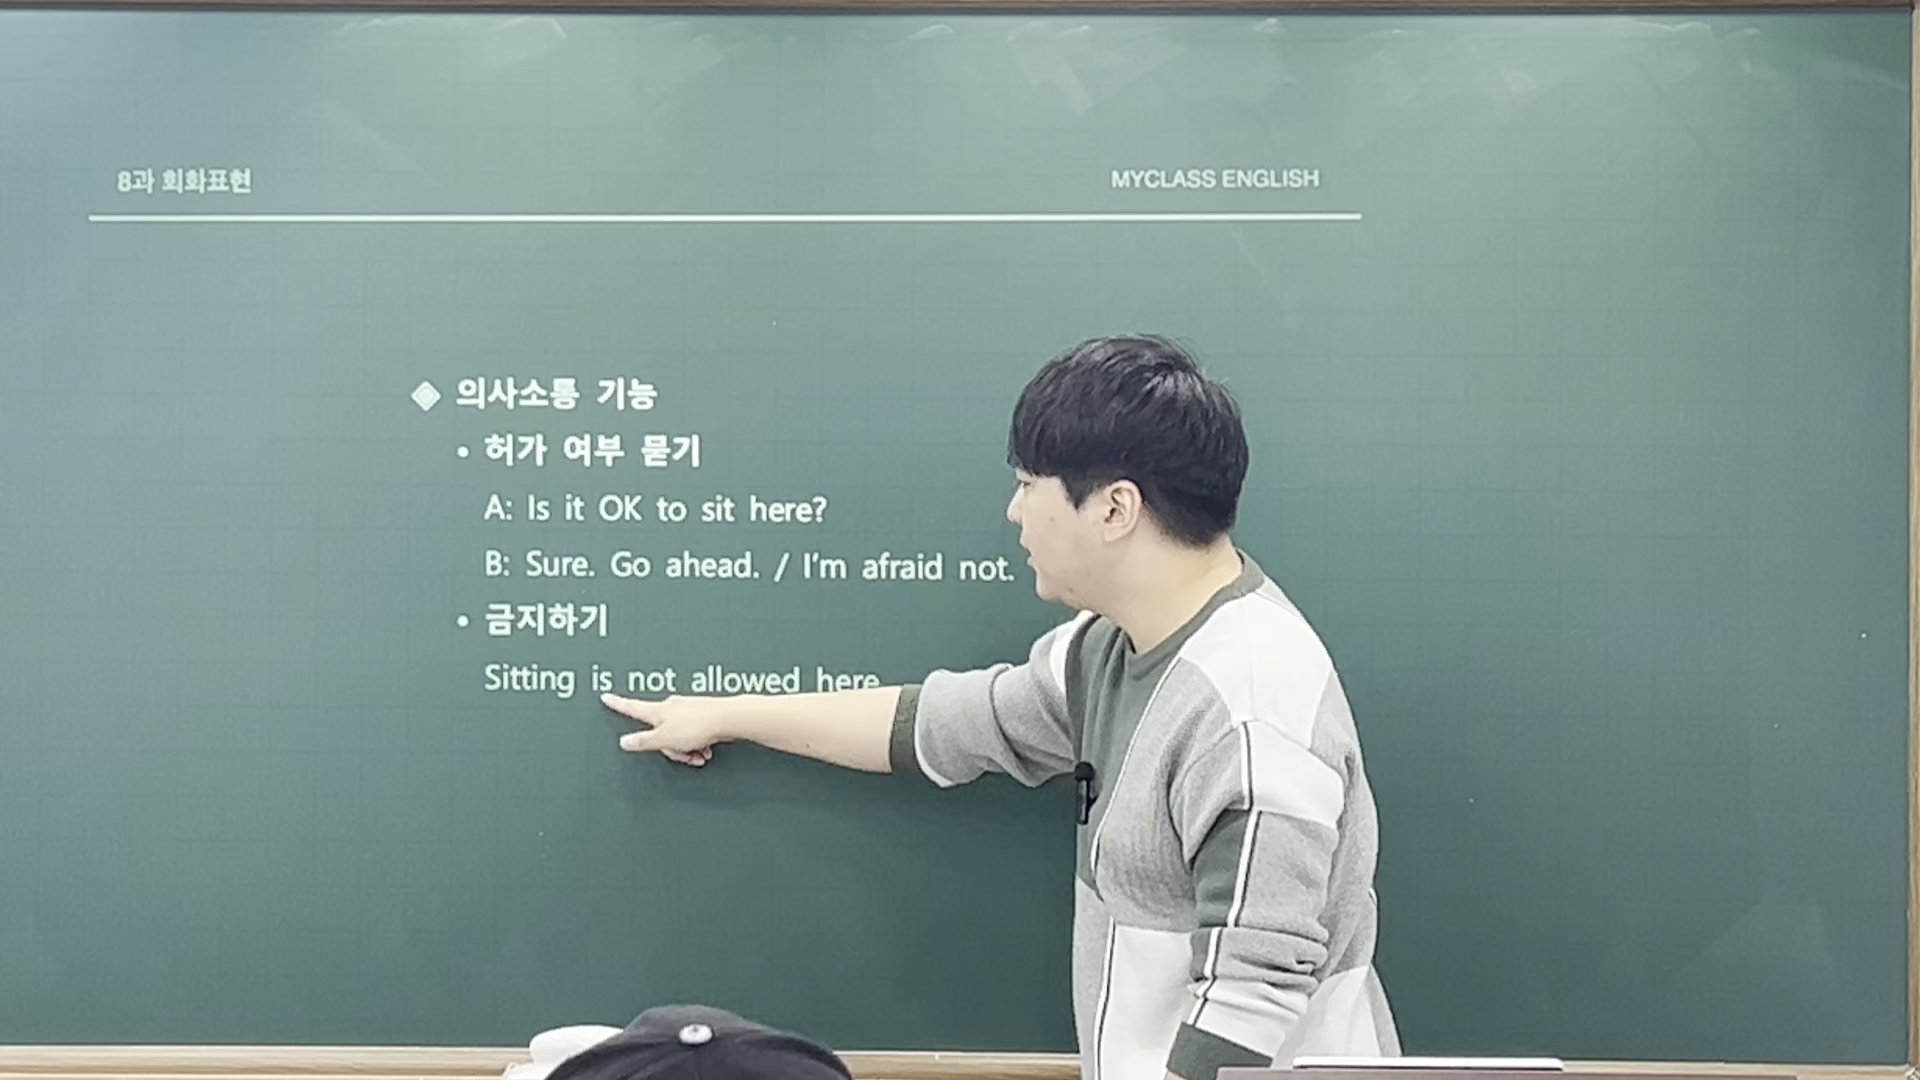 8과 회화표현
MYCLASS ENGLISH
◈ 의사소통 기능
• 허가 여부 묻기
A: Is it OK to sit here?
B: Sure. Go ahead. / I'm afraid not.
• 금지하기
Sitting is not allowed here